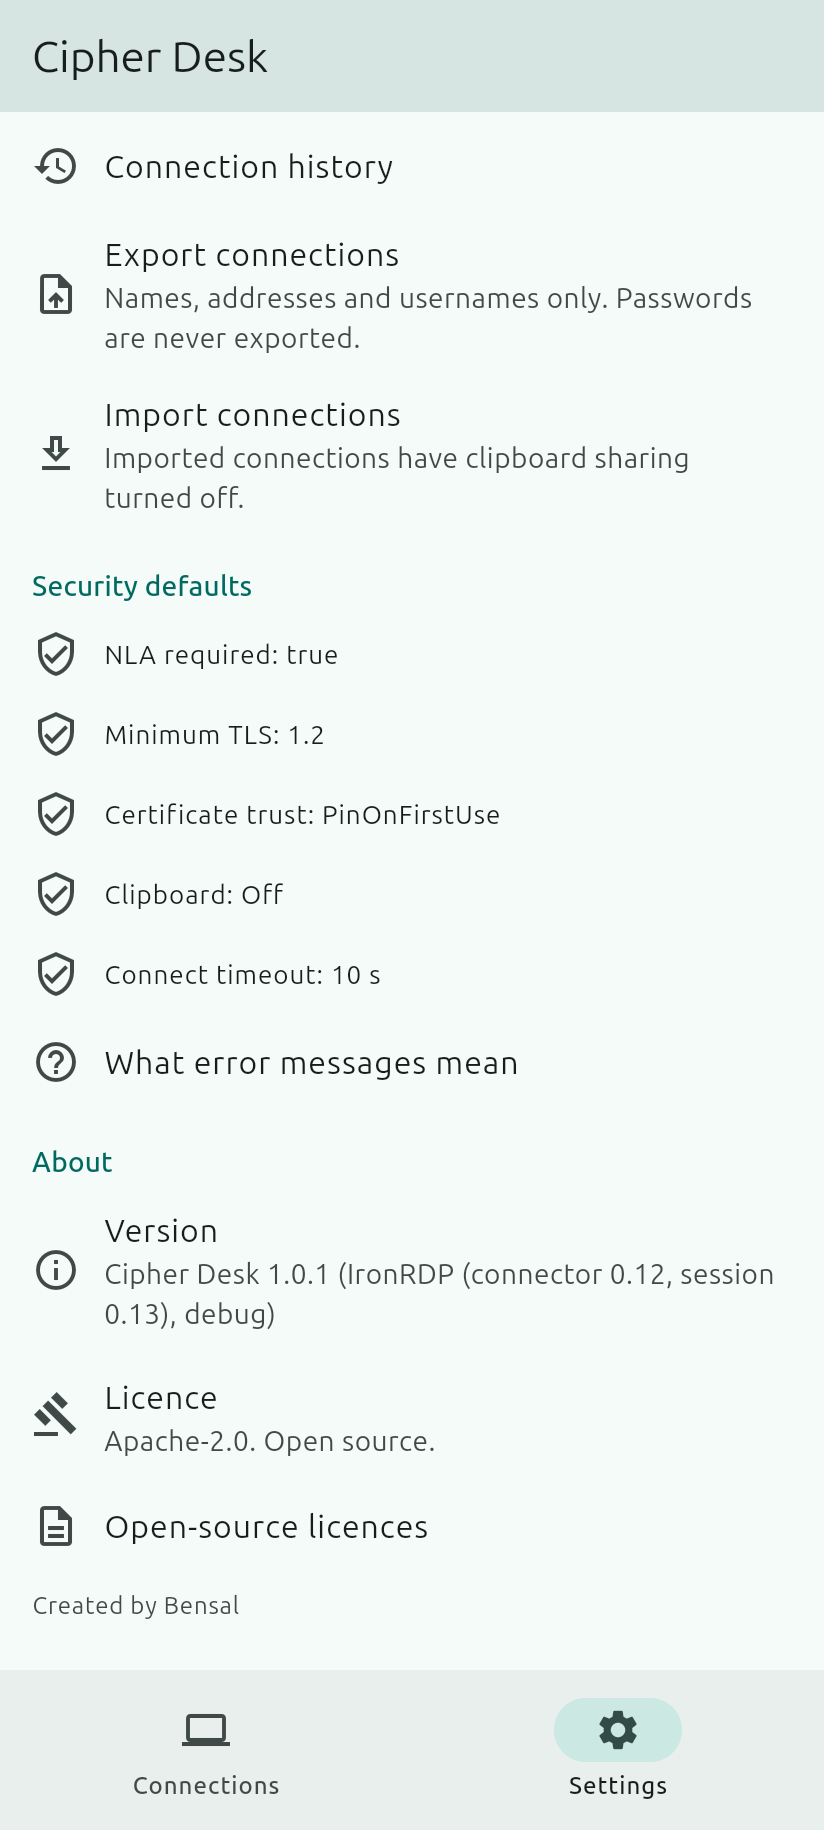 Cipher Desk
Connection history
Export connections
Names, addresses and usernames only. Passwords
are never exported.
Import connections
Imported connections have clipboard sharing
turned off.
Security defaults
NLA required: true
Minimum TLS: 1.2
Certificate trust: PinOnFirstUse
Clipboard: Off
Connect timeout: 10 s
What error messages mean
About
Version
Cipher Desk 1.0.1 (IronRDP (connector 0.12, session
0.13), debug)
Licence
Apache-2.0. Open source.
Open-source licences
Created by Bensal
Connections
Settings